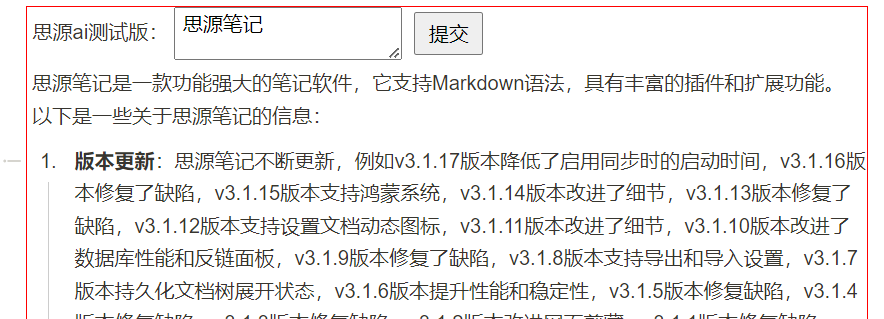 思源ai测试版： 思源笔记 提交
思源笔记是一款功能强大的笔记软件，它支持Markdown语法，具有丰富的插件和扩展功能。
以下是一些关于思源笔记的信息：
1. 版本更新：思源笔记不断更新，例如v3.1.17版本降低了启用同步时的启动时间，v3.1.16版
本修复了缺陷，v3.1.15版本支持鸿蒙系统，v3.1.14版本改进了细节，v3.1.13版本修复了
缺陷，v3.1.12版本支持设置文档动态图标，v3.1.11版本改进了细节，v3.1.10版本改进了
数据库性能和反链面板，v3.1.9版本修复了缺陷，v3.1.8版本支持导出和导入设置，v3.1.7
版本持久化文档树展开状态，v3.1.6版本提升性能和稳定性，v3.1.5版本修复缺陷，v3.1.4